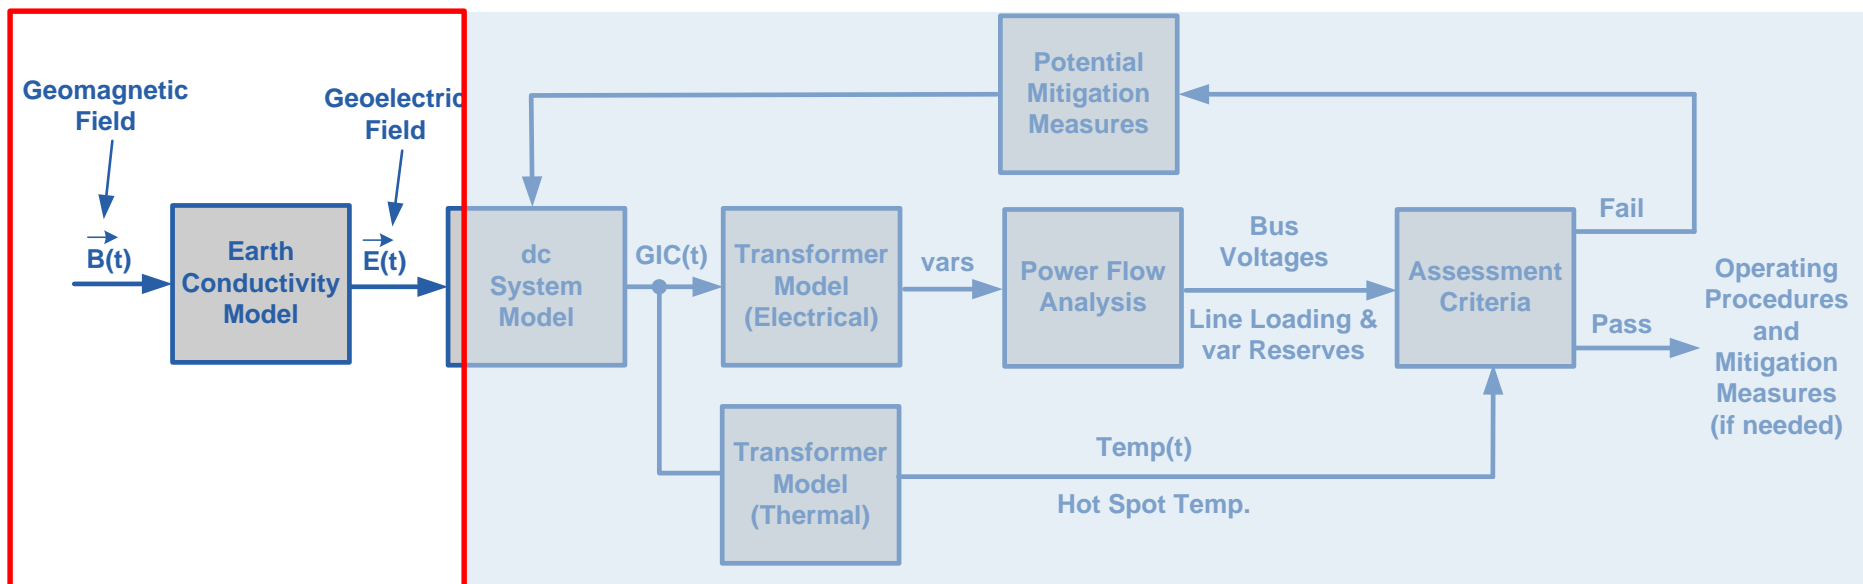 Geomagnetic
Field
Geoelectric
Field
B(t)
Earth
Conductivity
Model
E(t)
dc
System
Model
GIC(t)
Transformer
Model
(Electrical)
vars
Power Flow
Analysis
Bus
Voltages
Line Loading &
var Reserves
Assessment
Criteria
Fail
Pass
Potential
Mitigation
Measures
Operating
Procedures
and
Mitigation
Measures
(if needed)
Transformer
Model
(Thermal)
Temp(t)
Hot Spot Temp.